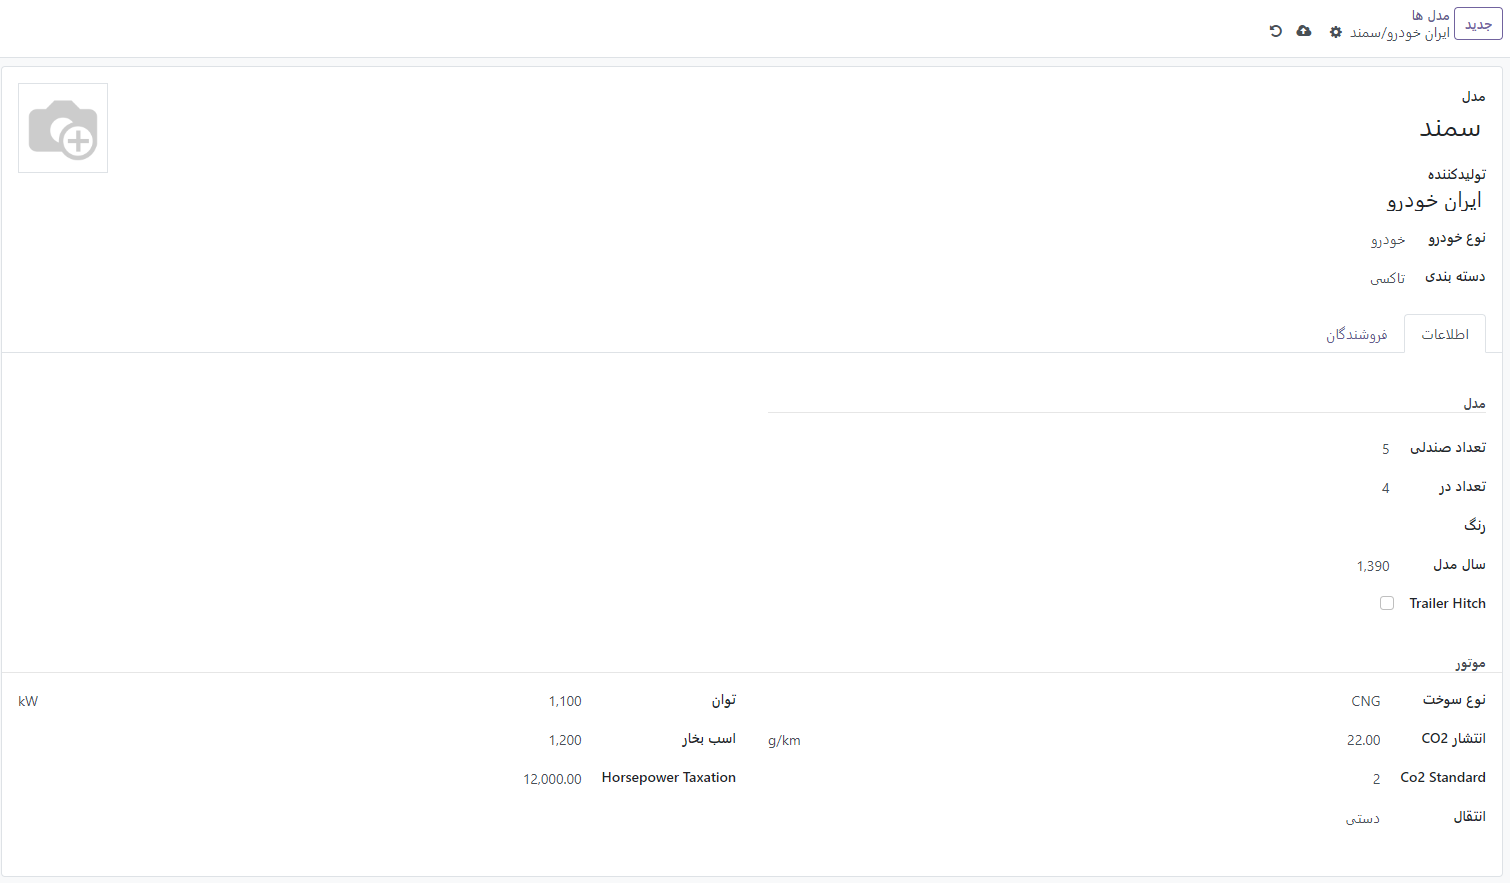 جدید
مدل ها
ایران خودرو/سمند
مدل
سمند
تولیدکننده
ایران خودرو
نوع خودرو خودرو
دسته بندی تاکسی
اطلاعات فروشندگان
مدل
تعداد صندلی 5
تعداد در 4
رنگ
سال مدل 1,390
Trailer Hitch
موتور
نوع سوخت CNG
انتشار CO2 22.00 g/km
Co2 Standard 2
انتقال دستی
توان 1,100 kW
اسب بخار 1,200
Horsepower Taxation 12,000.00